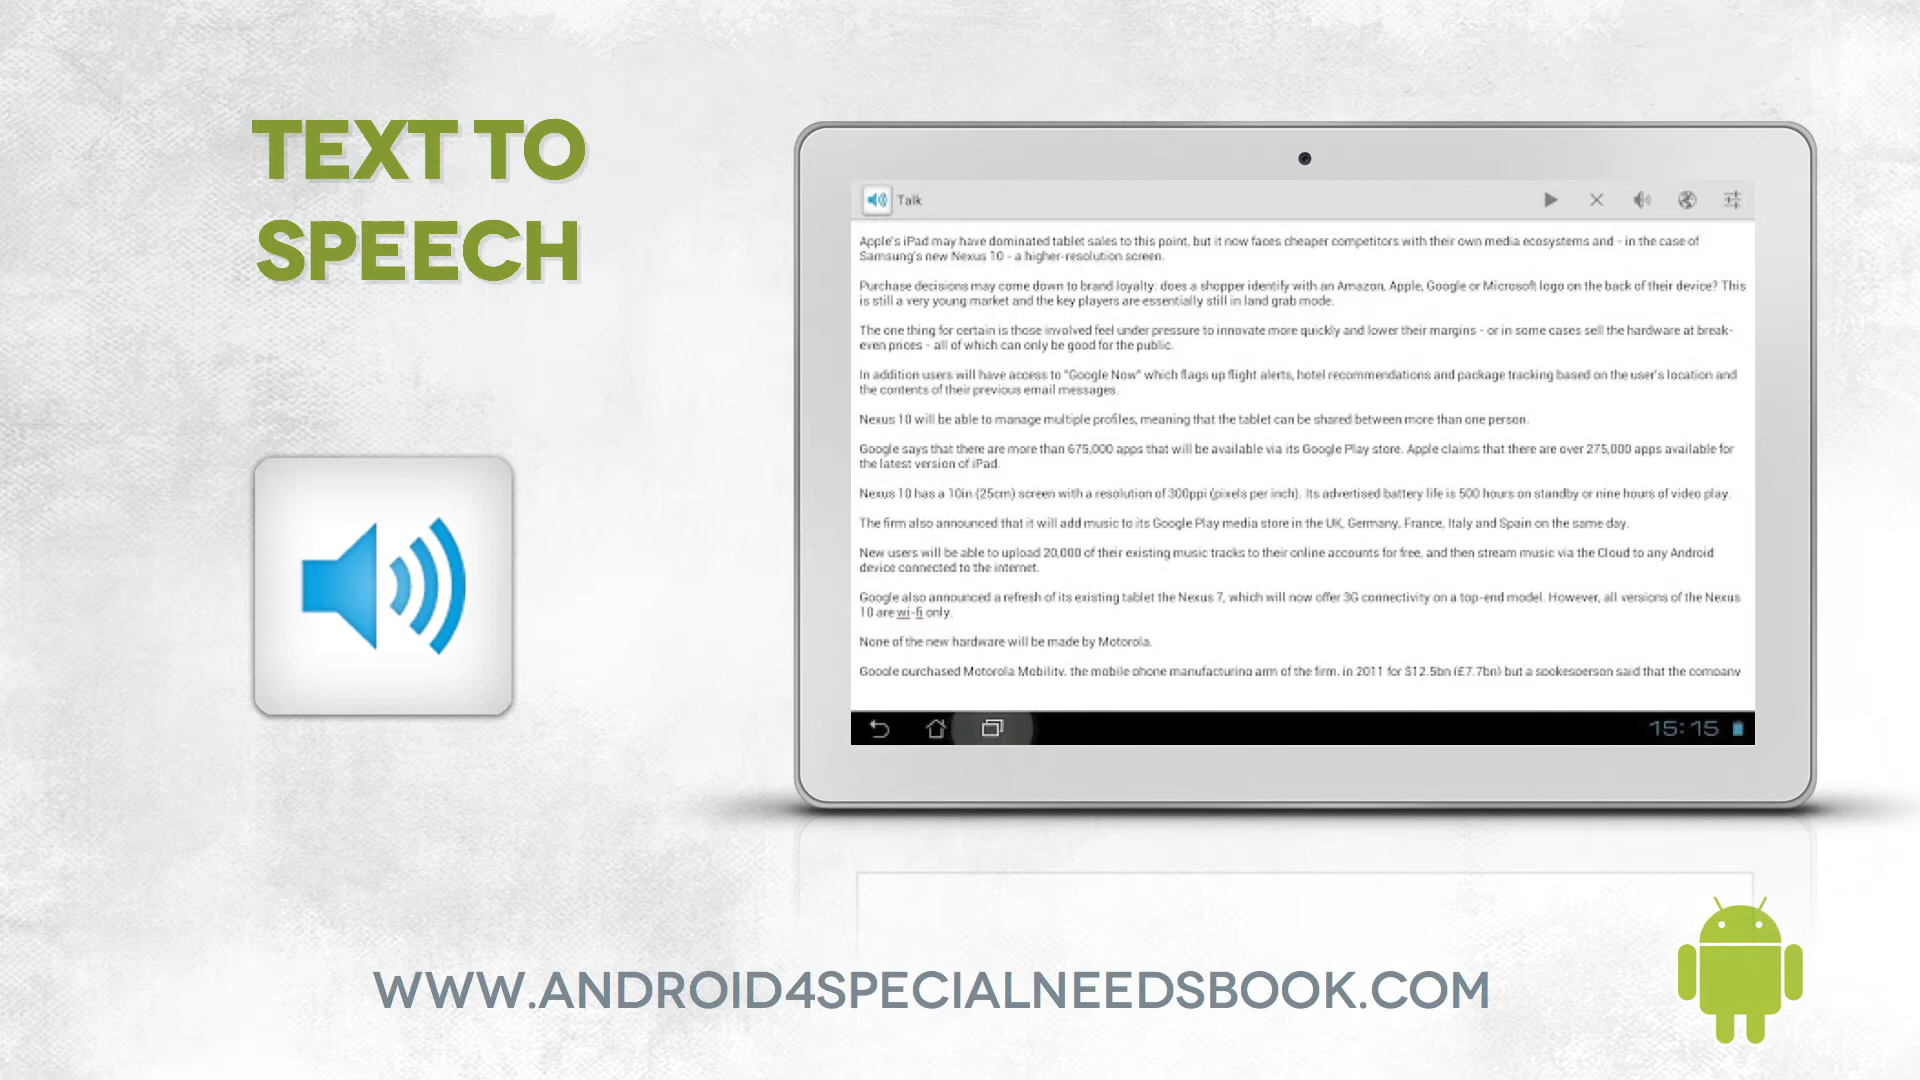 TEXT TO
SPEECH
Talk
Apple's iPad may have dominated tablet sales to this point, but it now faces cheaper competitors with their own media ecosystems and - in the case of
Samsung's new Nexus 10 - a higher-resolution screen.
Purchase decisions may come down to brand loyalty: does a shopper identify with an Amazon, Apple, Google or Microsoft logo on the back of their device? This
is still a very young market and the key players are essentially still in land grab mode.
The one thing for certain is those involved feel under pressure to innovate more quickly and lower their margins - or in some cases sell the hardware at break-
even prices - all of which can only be good for the public.
In addition users will have access to "Google Now" which flags up flight alerts, hotel recommendations and package tracking based on the user's location and
the contents of their previous email messages.
Nexus 10 will be able to manage multiple profiles, meaning that the tablet can be shared between more than one person.
Google says that there are more than 675,000 apps that will be available via its Google Play store. Apple claims that there are over 275,000 apps available for
the latest version of iPad.
Nexus 10 has a 10in (25cm) screen with a resolution of 300ppi (pixels per inch). Its advertised battery life is 500 hours on standby or nine hours of video play.
The firm also announced that it will add music to its Google Play media store in the UK, Germany, France, Italy and Spain on the same day.
New users will be able to upload 20,000 of their existing music tracks to their online accounts for free, and then stream music via the Cloud to any Android
device connected to the internet.
Google also announced a refresh of its existing tablet the Nexus 7, which will now offer 3G connectivity on a top-end model. However, all versions of the Nexus
10 are wi-fi only.
None of the new hardware will be made by Motorola.
Google purchased Motorola Mobility, the mobile phone manufacturing arm of the firm, in 2011 for $12.5bn (£7.7bn) but a spokesperson said that the company
15:15
WWW.ANDROID4SPECIALNEEDSBOOK.COM